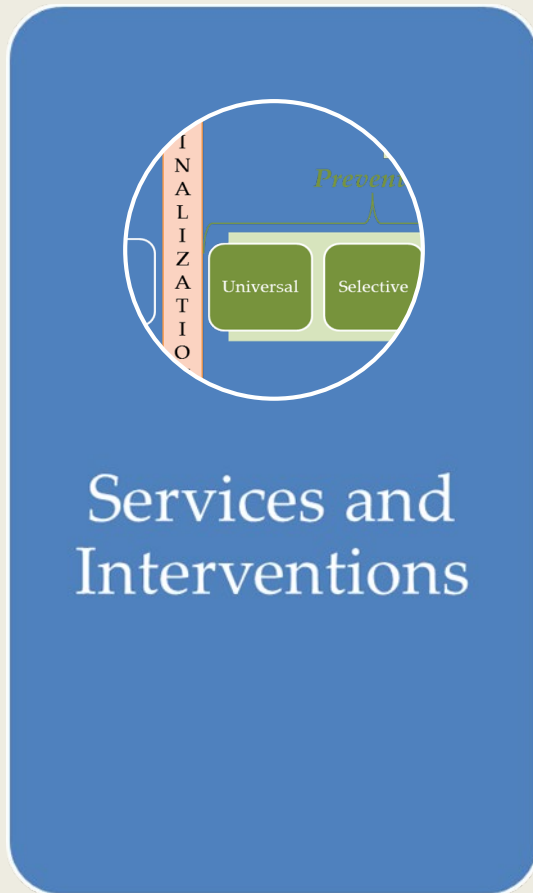 I
N
A
L
I
Z
A
T
I
O
Universal
Selective
Services and
Interventions